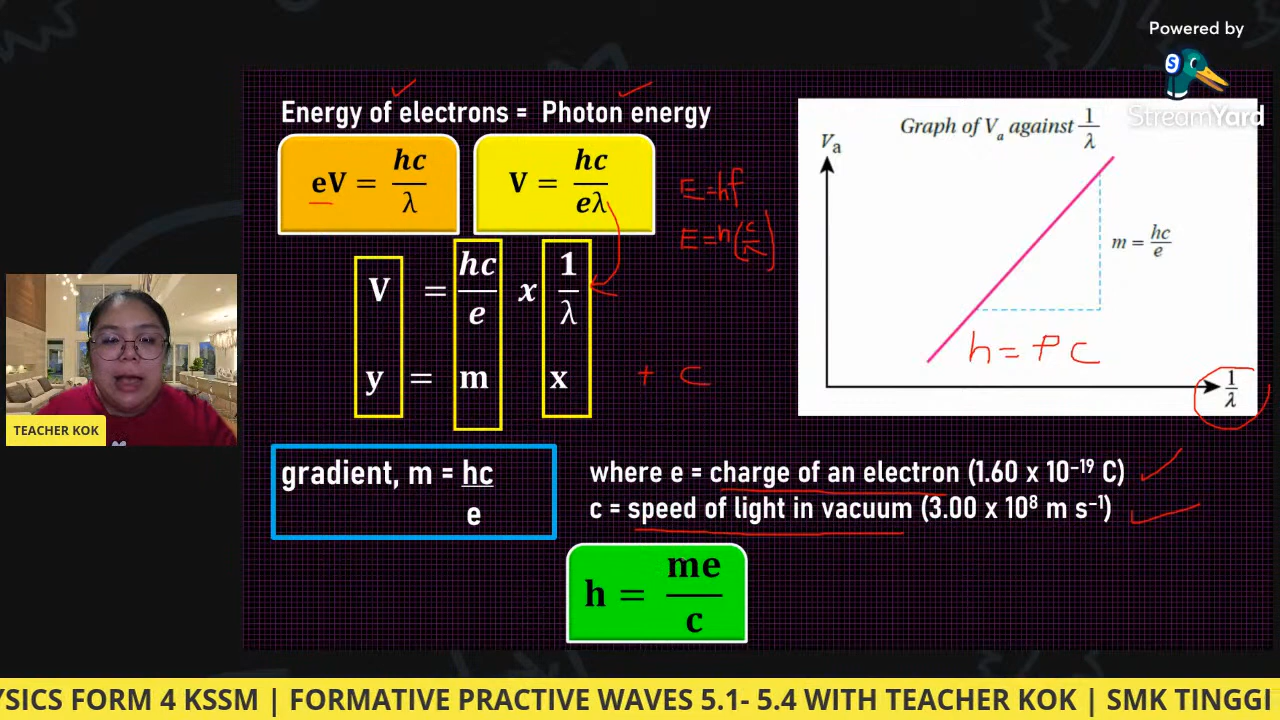 Powered by
S
StreamYard
Energy of electrons = Photon energy
eV = hc/λ
V = hc/eλ
E = hf
E = h(c/λ)
V = hc/e x 1/λ
y = m x + c
Graph of Vₐ against 1/λ
Vₐ
m = hc/e
h = P C
1/λ
gradient, m = hc/e
where e = charge of an electron (1.60 x 10⁻¹⁹ C)
c = speed of light in vacuum (3.00 x 10⁸ m s⁻¹)
h = me/c
TEACHER KOK
YSICS FORM 4 KSSM | FORMATIVE PRACTIVE WAVES 5.1- 5.4 WITH TEACHER KOK | SMK TINGGI